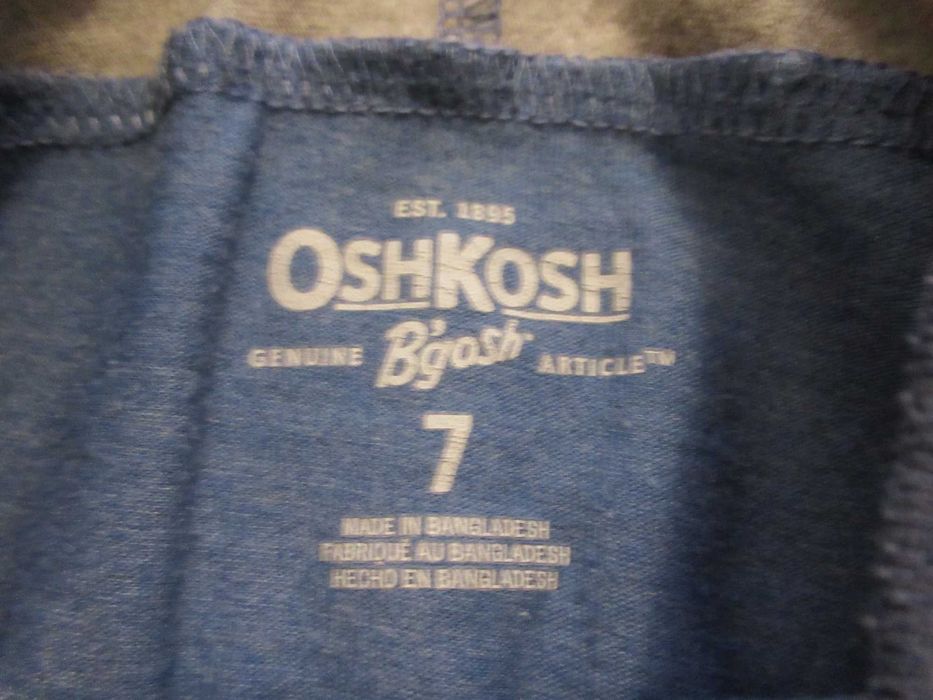 EST. 1895
OSHKOSH
GENUINE B'gosh ARTICLE™
7
MADE IN BANGLADESH
FABRIQUÉ AU BANGLADESH
HECHO EN BANGLADESH